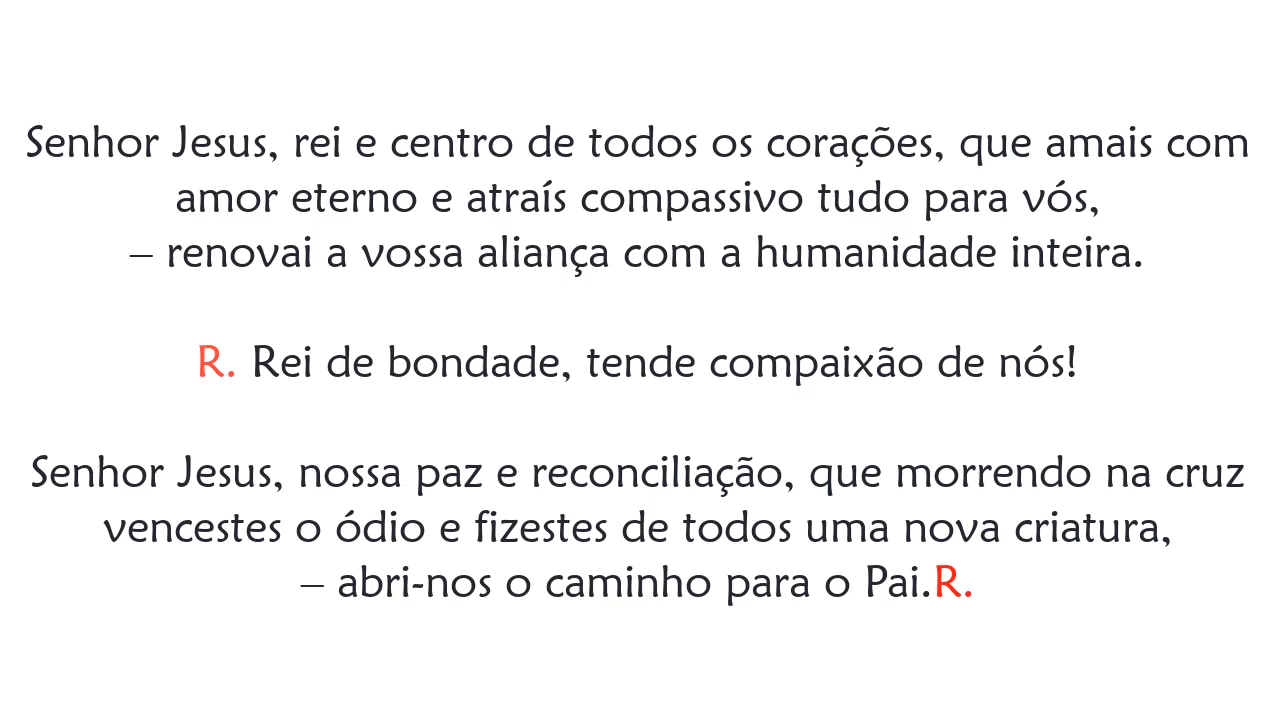 Senhor Jesus, rei e centro de todos os corações, que amais com
amor eterno e atraís compassivo tudo para vós,
– renovai a vossa aliança com a humanidade inteira.
R. Rei de bondade, tende compaixão de nós!
Senhor Jesus, nossa paz e reconciliação, que morrendo na cruz
vencestes o ódio e fizestes de todos uma nova criatura,
– abri-nos o caminho para o Pai.R.